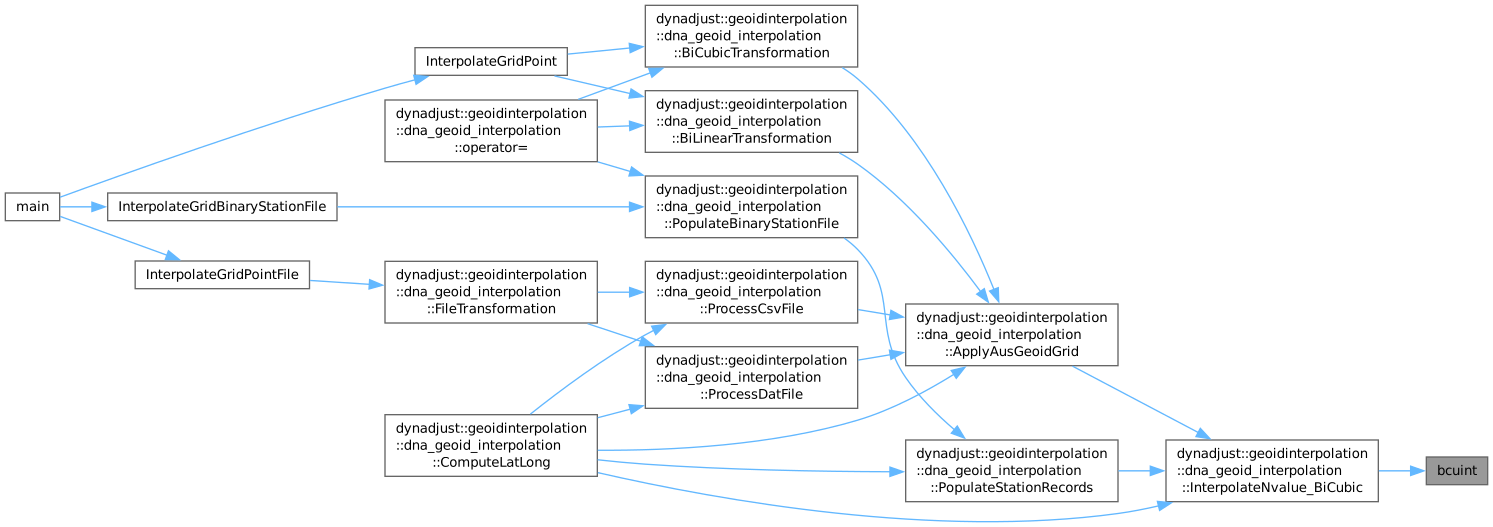 dynadjust::geoidinterpolation
::dna_geoid_interpolation
::BiCubicTransformation
InterpolateGridPoint
dynadjust::geoidinterpolation
::dna_geoid_interpolation
::operator=
dynadjust::geoidinterpolation
::dna_geoid_interpolation
::BiLinearTransformation
main
InterpolateGridBinaryStationFile
dynadjust::geoidinterpolation
::dna_geoid_interpolation
::PopulateBinaryStationFile
InterpolateGridPointFile
dynadjust::geoidinterpolation
::dna_geoid_interpolation
::FileTransformation
dynadjust::geoidinterpolation
::dna_geoid_interpolation
::ProcessCsvFile
dynadjust::geoidinterpolation
::dna_geoid_interpolation
::ApplyAusGeoidGrid
dynadjust::geoidinterpolation
::dna_geoid_interpolation
::ProcessDatFile
dynadjust::geoidinterpolation
::dna_geoid_interpolation
::ComputeLatLong
dynadjust::geoidinterpolation
::dna_geoid_interpolation
::PopulateStationRecords
dynadjust::geoidinterpolation
::dna_geoid_interpolation
::InterpolateNvalue_BiCubic
bcuint